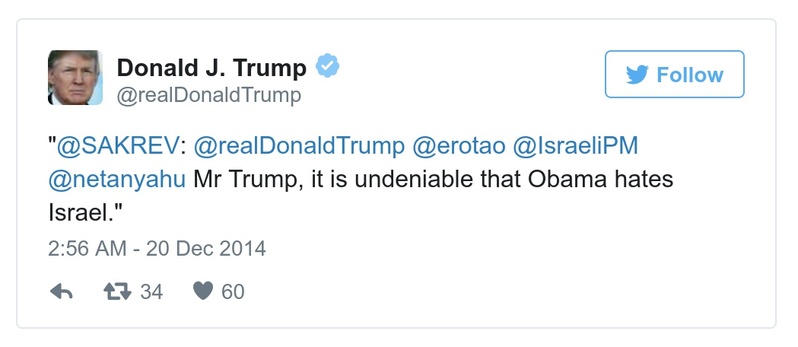 Donald J. Trump
@realDonaldTrump
Follow
"@SAKREV: @realDonaldTrump @erotao @IsraeliPM
@netanyahu Mr Trump, it is undeniable that Obama hates
Israel."
2:56 AM - 20 Dec 2014
34 60